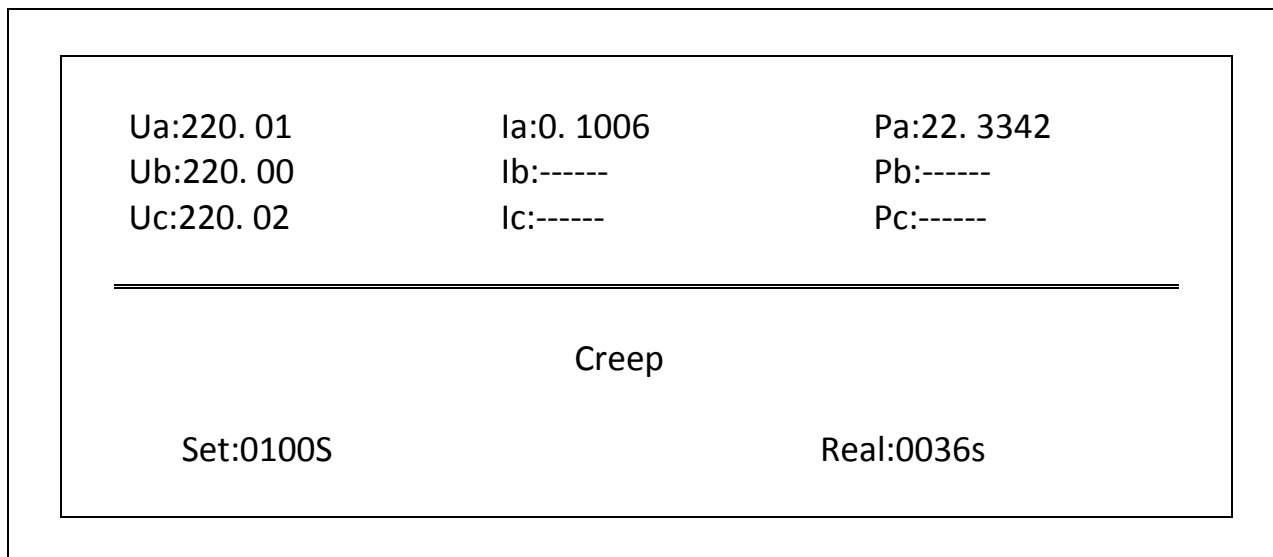 Ua:220. 01 Ia:0. 1006 Pa:22. 3342
Ub:220. 00 Ib:------ Pb:------
Uc:220. 02 Ic:------ Pc:------
Creep
Set:0100S Real:0036s